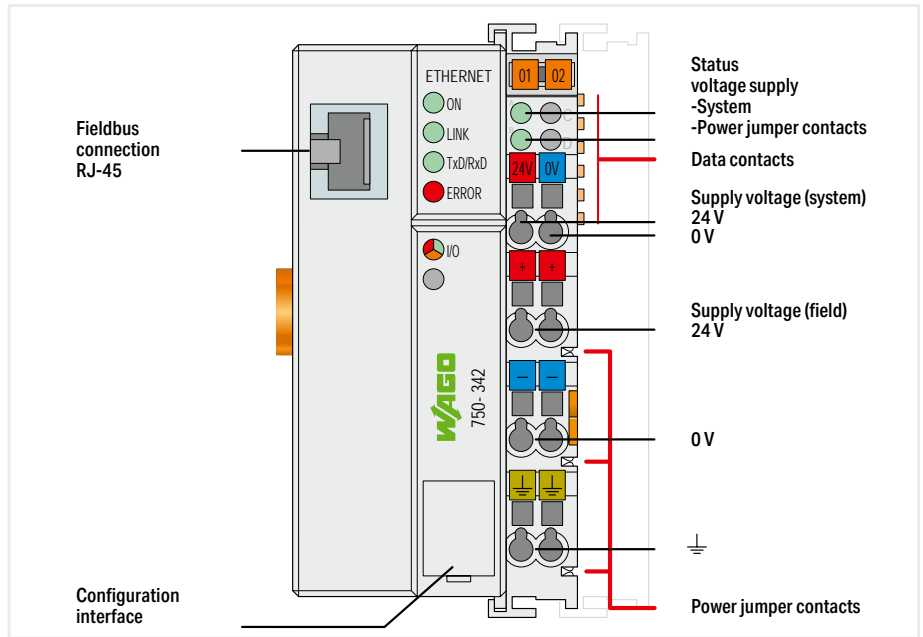 Fieldbus
connection
RJ-45
Configuration
interface
ETHERNET
ON
LINK
TxD/RxD
ERROR
I/O
WAGO
750- 342
01 02
A C
D
24V 0V
+ +
— —
Status
voltage supply
-System
-Power jumper contacts
Data contacts
Supply voltage (system)
24 V
0 V
Supply voltage (field)
24 V
0 V
Power jumper contacts